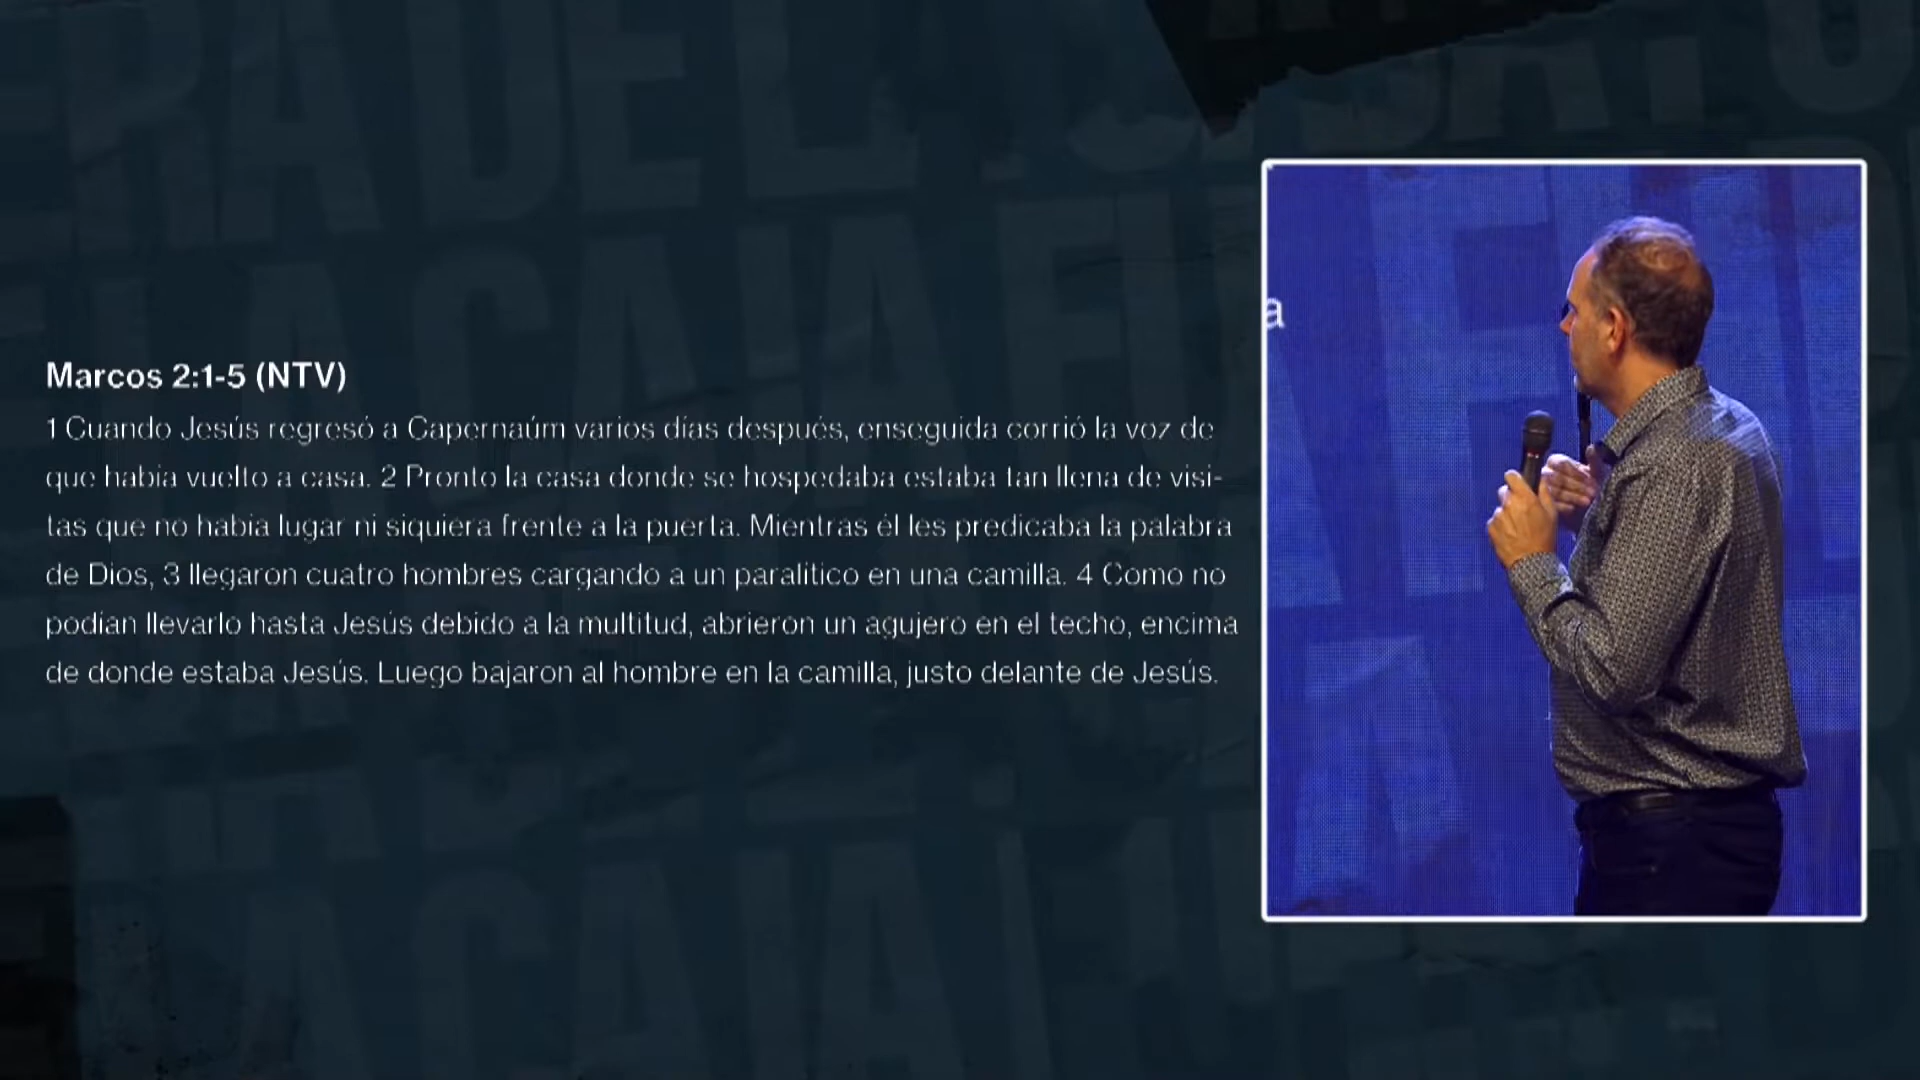 Marcos 2:1-5 (NTV)
1 Cuando Jesús regresó a Capernaúm varios días después, enseguida corrió la voz de
que había vuelto a casa. 2 Pronto la casa donde se hospedaba estaba tan llena de visi-
tas que no había lugar ni siquiera frente a la puerta. Mientras él les predicaba la palabra
de Dios, 3 llegaron cuatro hombres cargando a un paralítico en una camilla. 4 Como no
podían llevarlo hasta Jesús debido a la multitud, abrieron un agujero en el techo, encima
de donde estaba Jesús. Luego bajaron al hombre en la camilla, justo delante de Jesús.
a